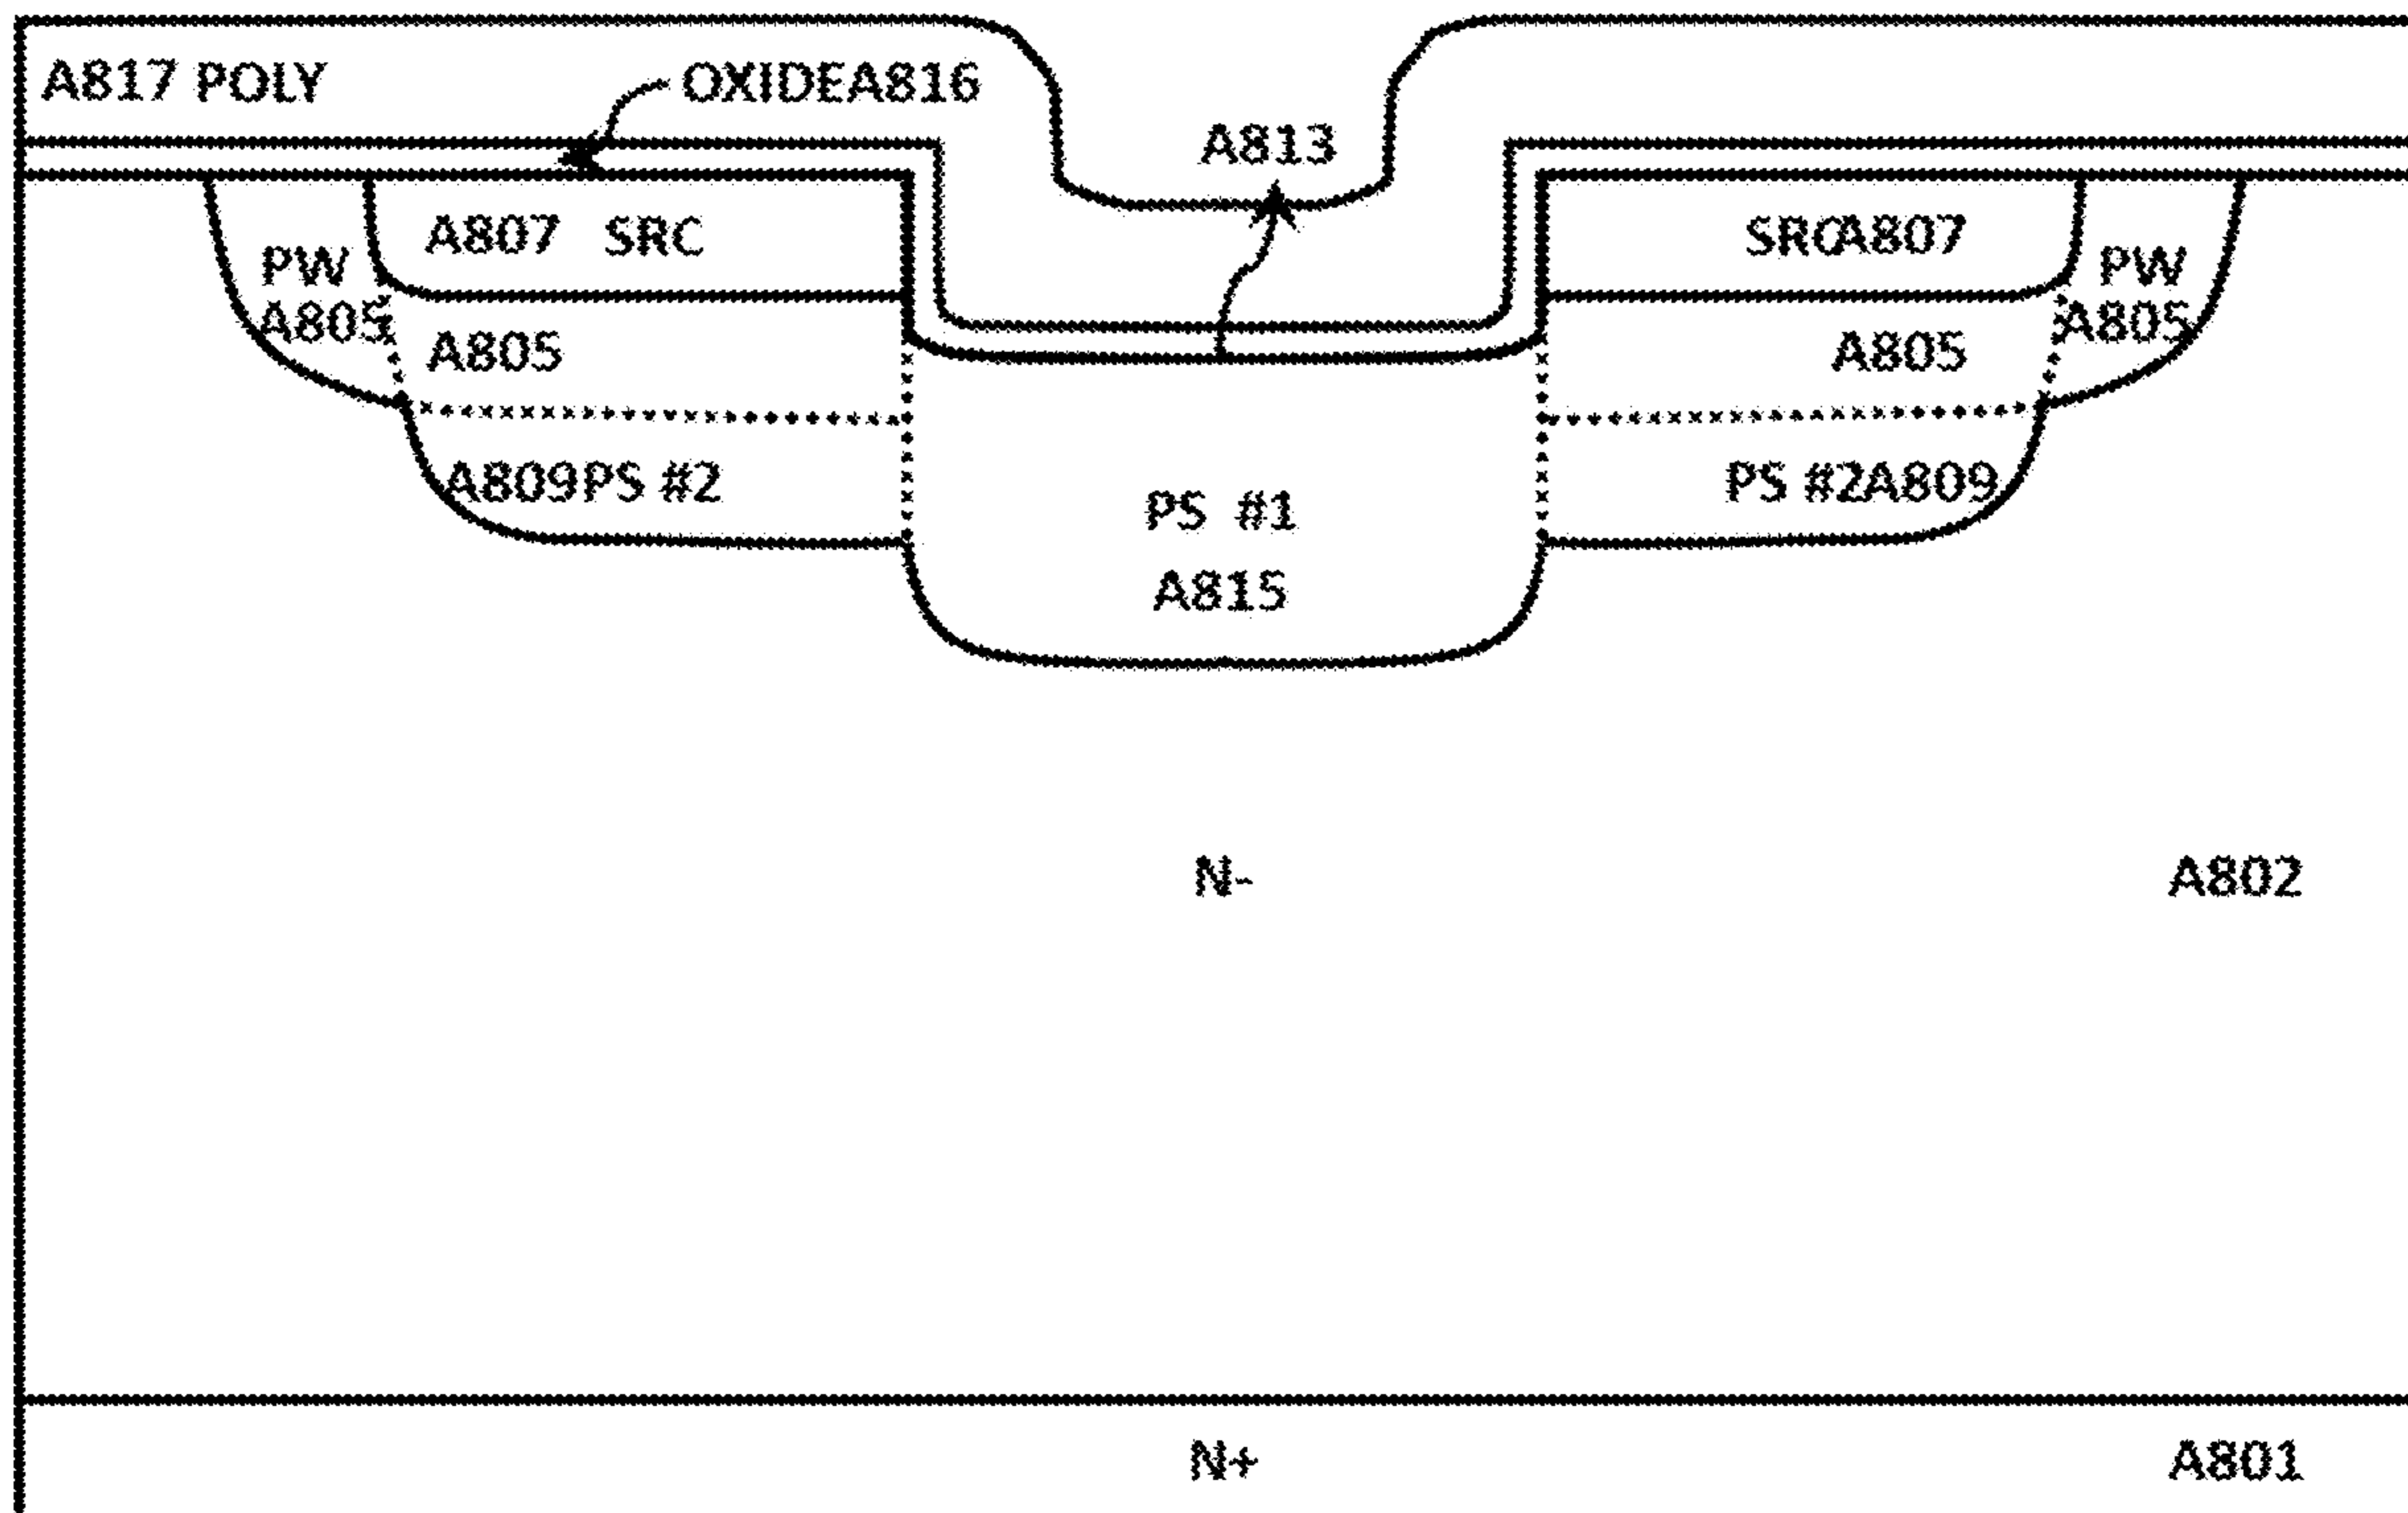 A817 POLY
OXIDEA816
A813
A807 SRC
SRCA807
PW
A805
PW
A805
A805
A805
A809PS #2
PS #2A809
PS #1
A815
N-
A802
N+
A801